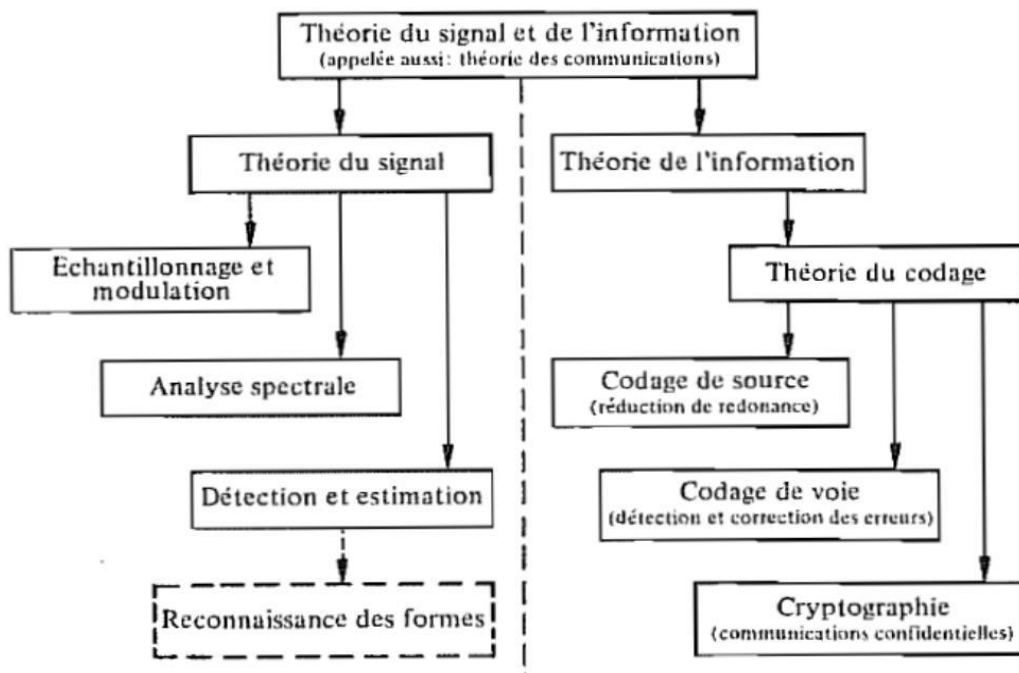 Théorie du signal et de l'information
(appelée aussi: théorie des communications)
Théorie du signal
Théorie de l'information
Echantillonnage et
modulation
Théorie du codage
Analyse spectrale
Codage de source
(réduction de redonance)
Détection et estimation
Codage de voie
(détection et correction des erreurs)
Reconnaissance des formes
Cryptographie
(communications confidentielles)